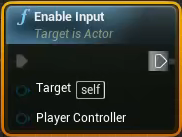 Enable Input
Target is Actor
Target self
Player Controller